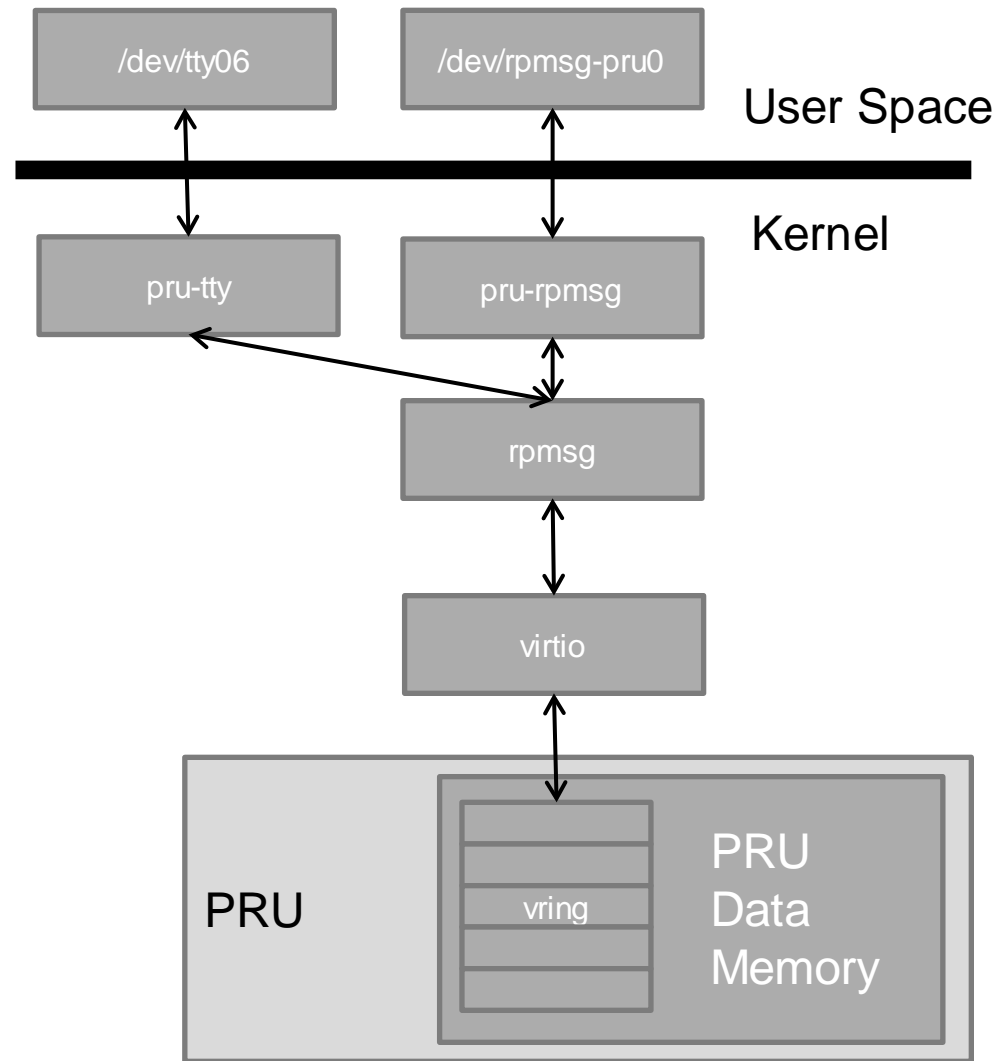 /dev/tty06
/dev/rpmsg-pru0
User Space
Kernel
pru-tty
pru-rpmsg
rpmsg
virtio
PRU
vring
PRU
Data
Memory